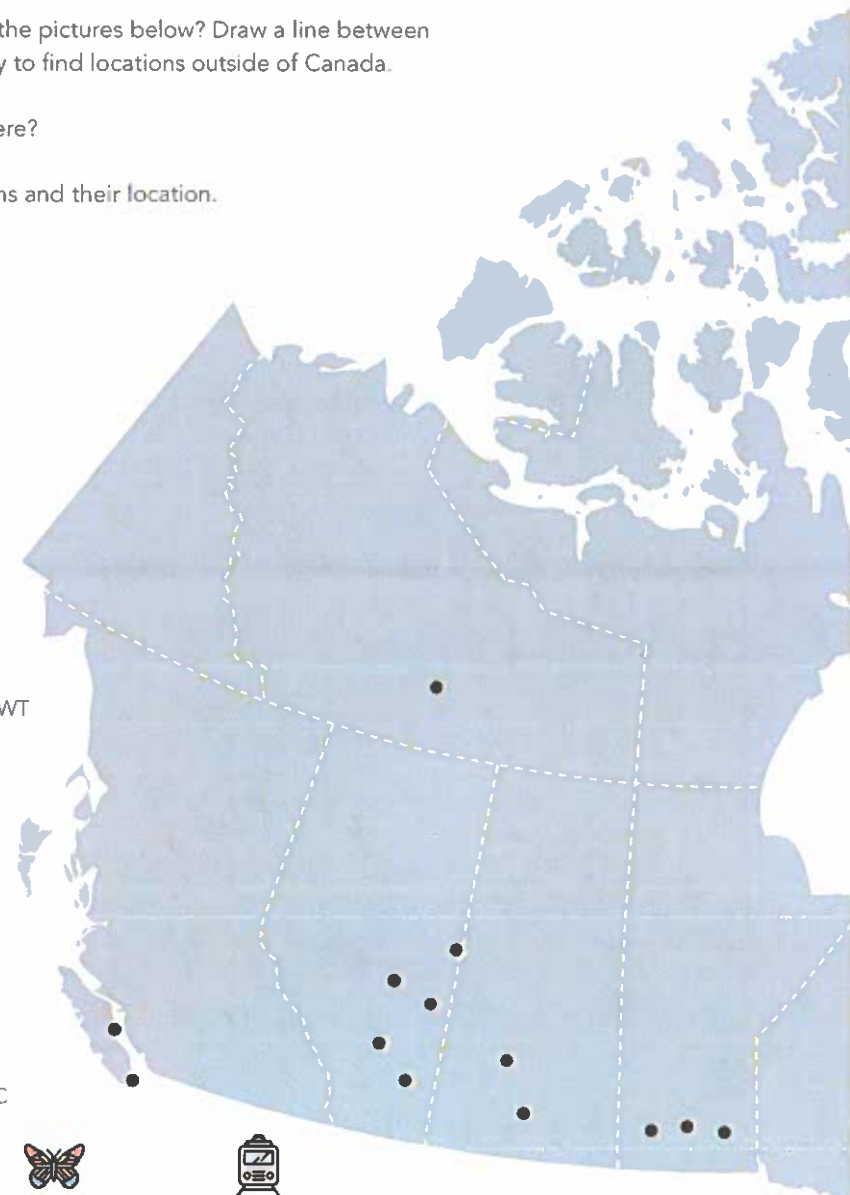 the pictures below? Draw a line between
to find locations outside of Canada.
ere?
ns and their location.
WT
C